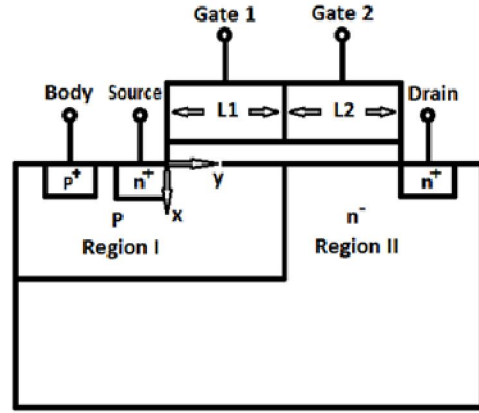 Gate 1 Gate 2
Body Source L1 L2 Drain
P+ n+ y n+
P x n-
Region I Region II